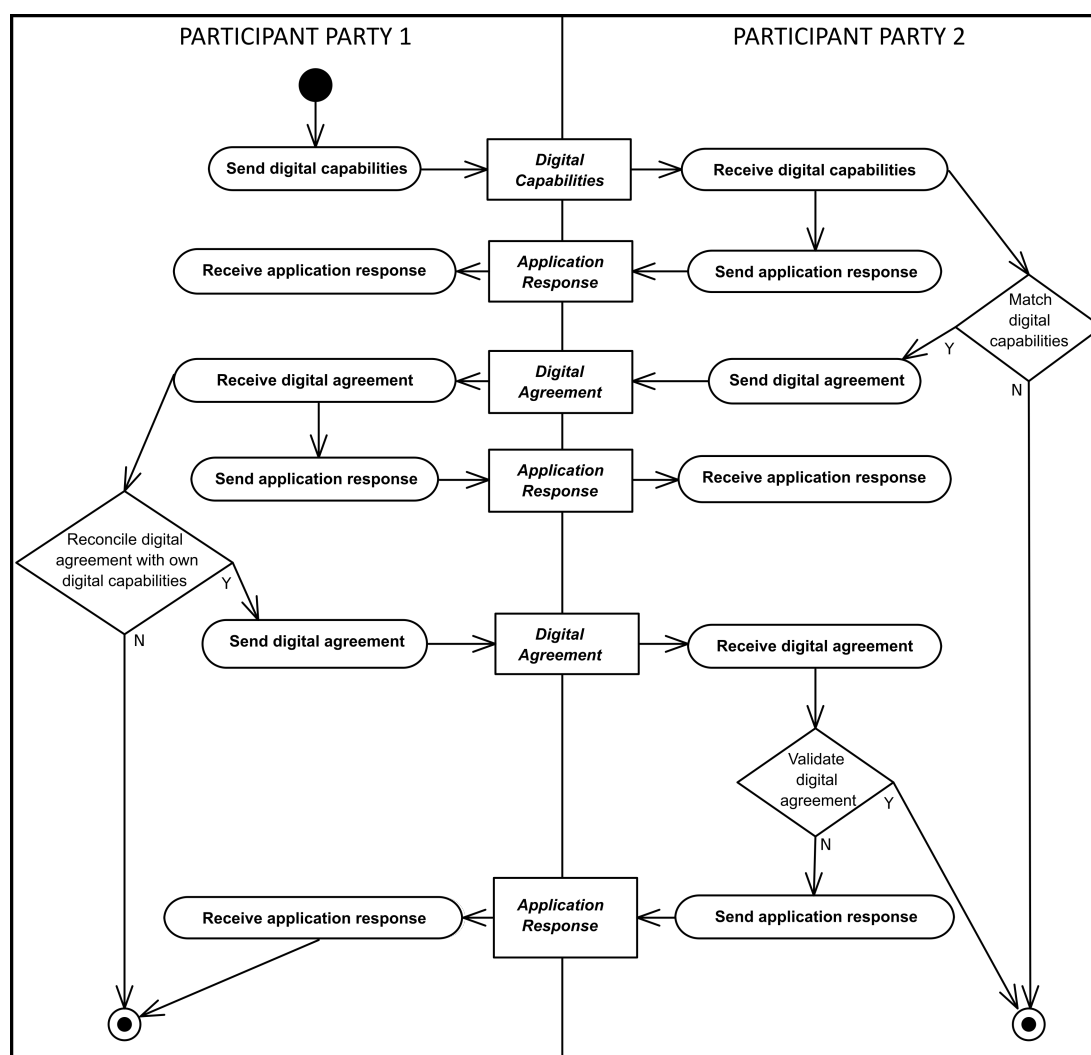 PARTICIPANT PARTY 1
PARTICIPANT PARTY 2
Send digital capabilities
Digital
Capabilities
Receive digital capabilities
Receive application response
Application
Response
Send application response
Match
digital
capabilities
Y
N
Receive digital agreement
Digital
Agreement
Send digital agreement
Send application response
Application
Response
Receive application response
Reconcile digital
agreement with own
digital capabilities
Y
N
Send digital agreement
Digital
Agreement
Receive digital agreement
Validate
digital
agreement
Y
N
Receive application response
Application
Response
Send application response